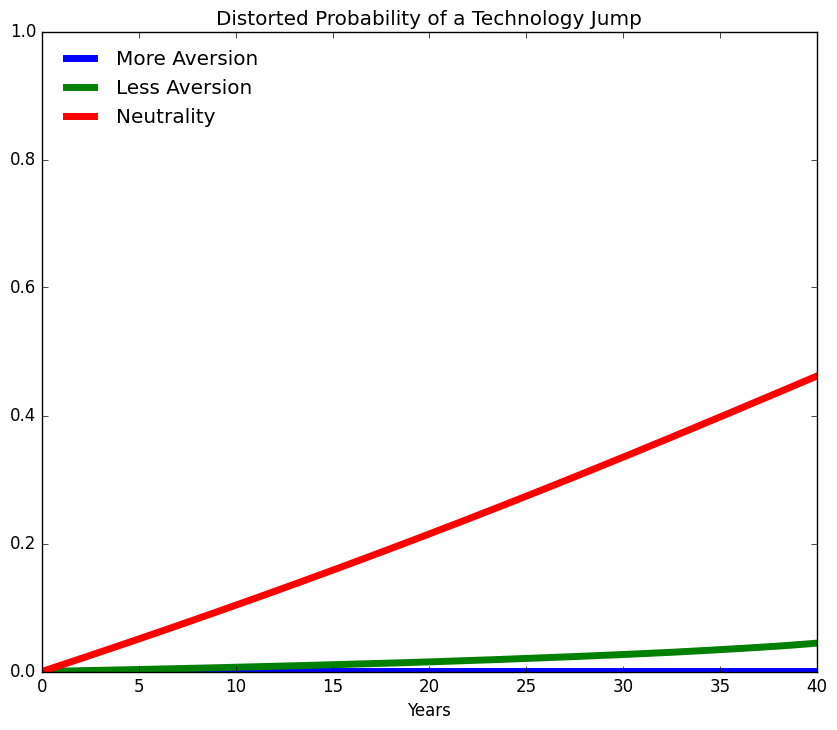 Distorted Probability of a Technology Jump
1.0
More Aversion
Less Aversion
Neutrality
0.8
0.6
0.4
0.2
0.0
0 5 10 15 20 25 30 35 40
Years